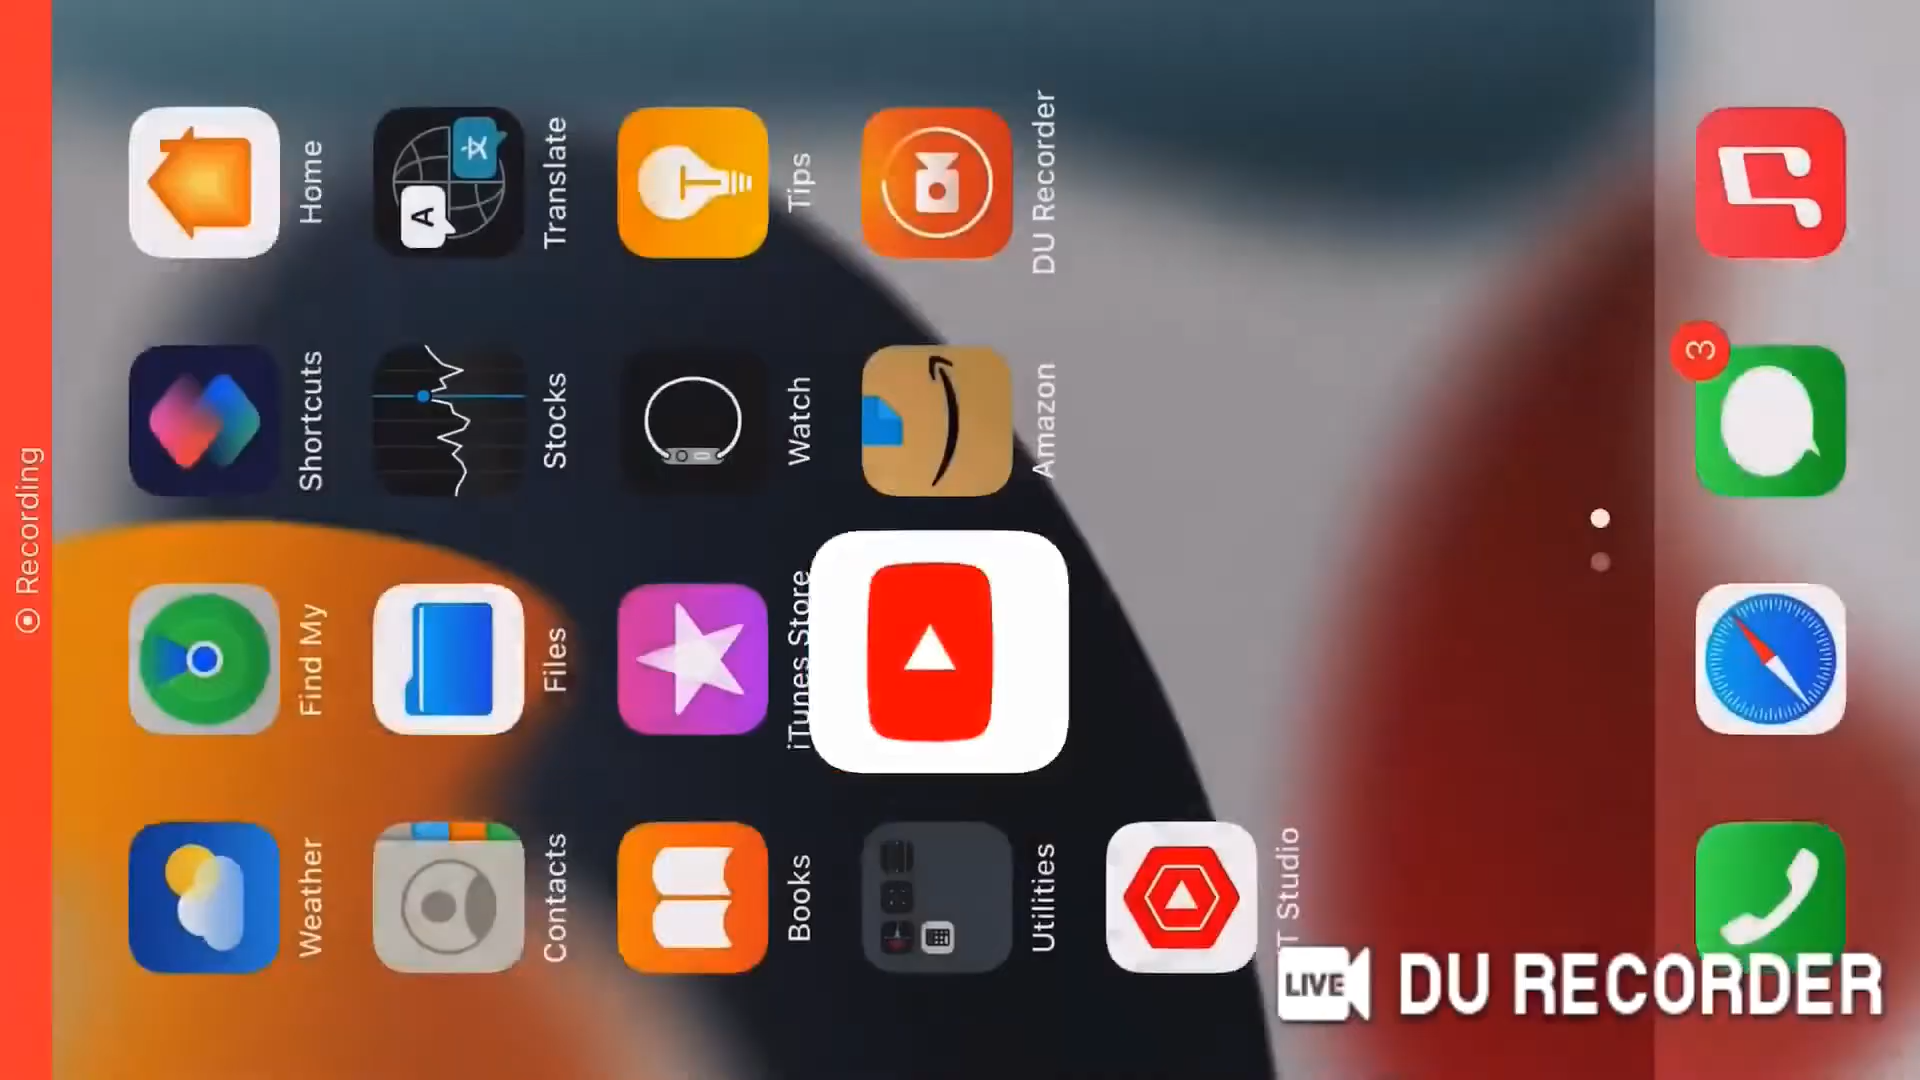 Recording
Weather
Find My
Shortcuts
Home
Contacts
Files
Stocks
Translate
A
文
Books
iTunes Store
Watch
Tips
Utilities
Amazon
DU Recorder
T Studio
3
LIVE DU RECORDER